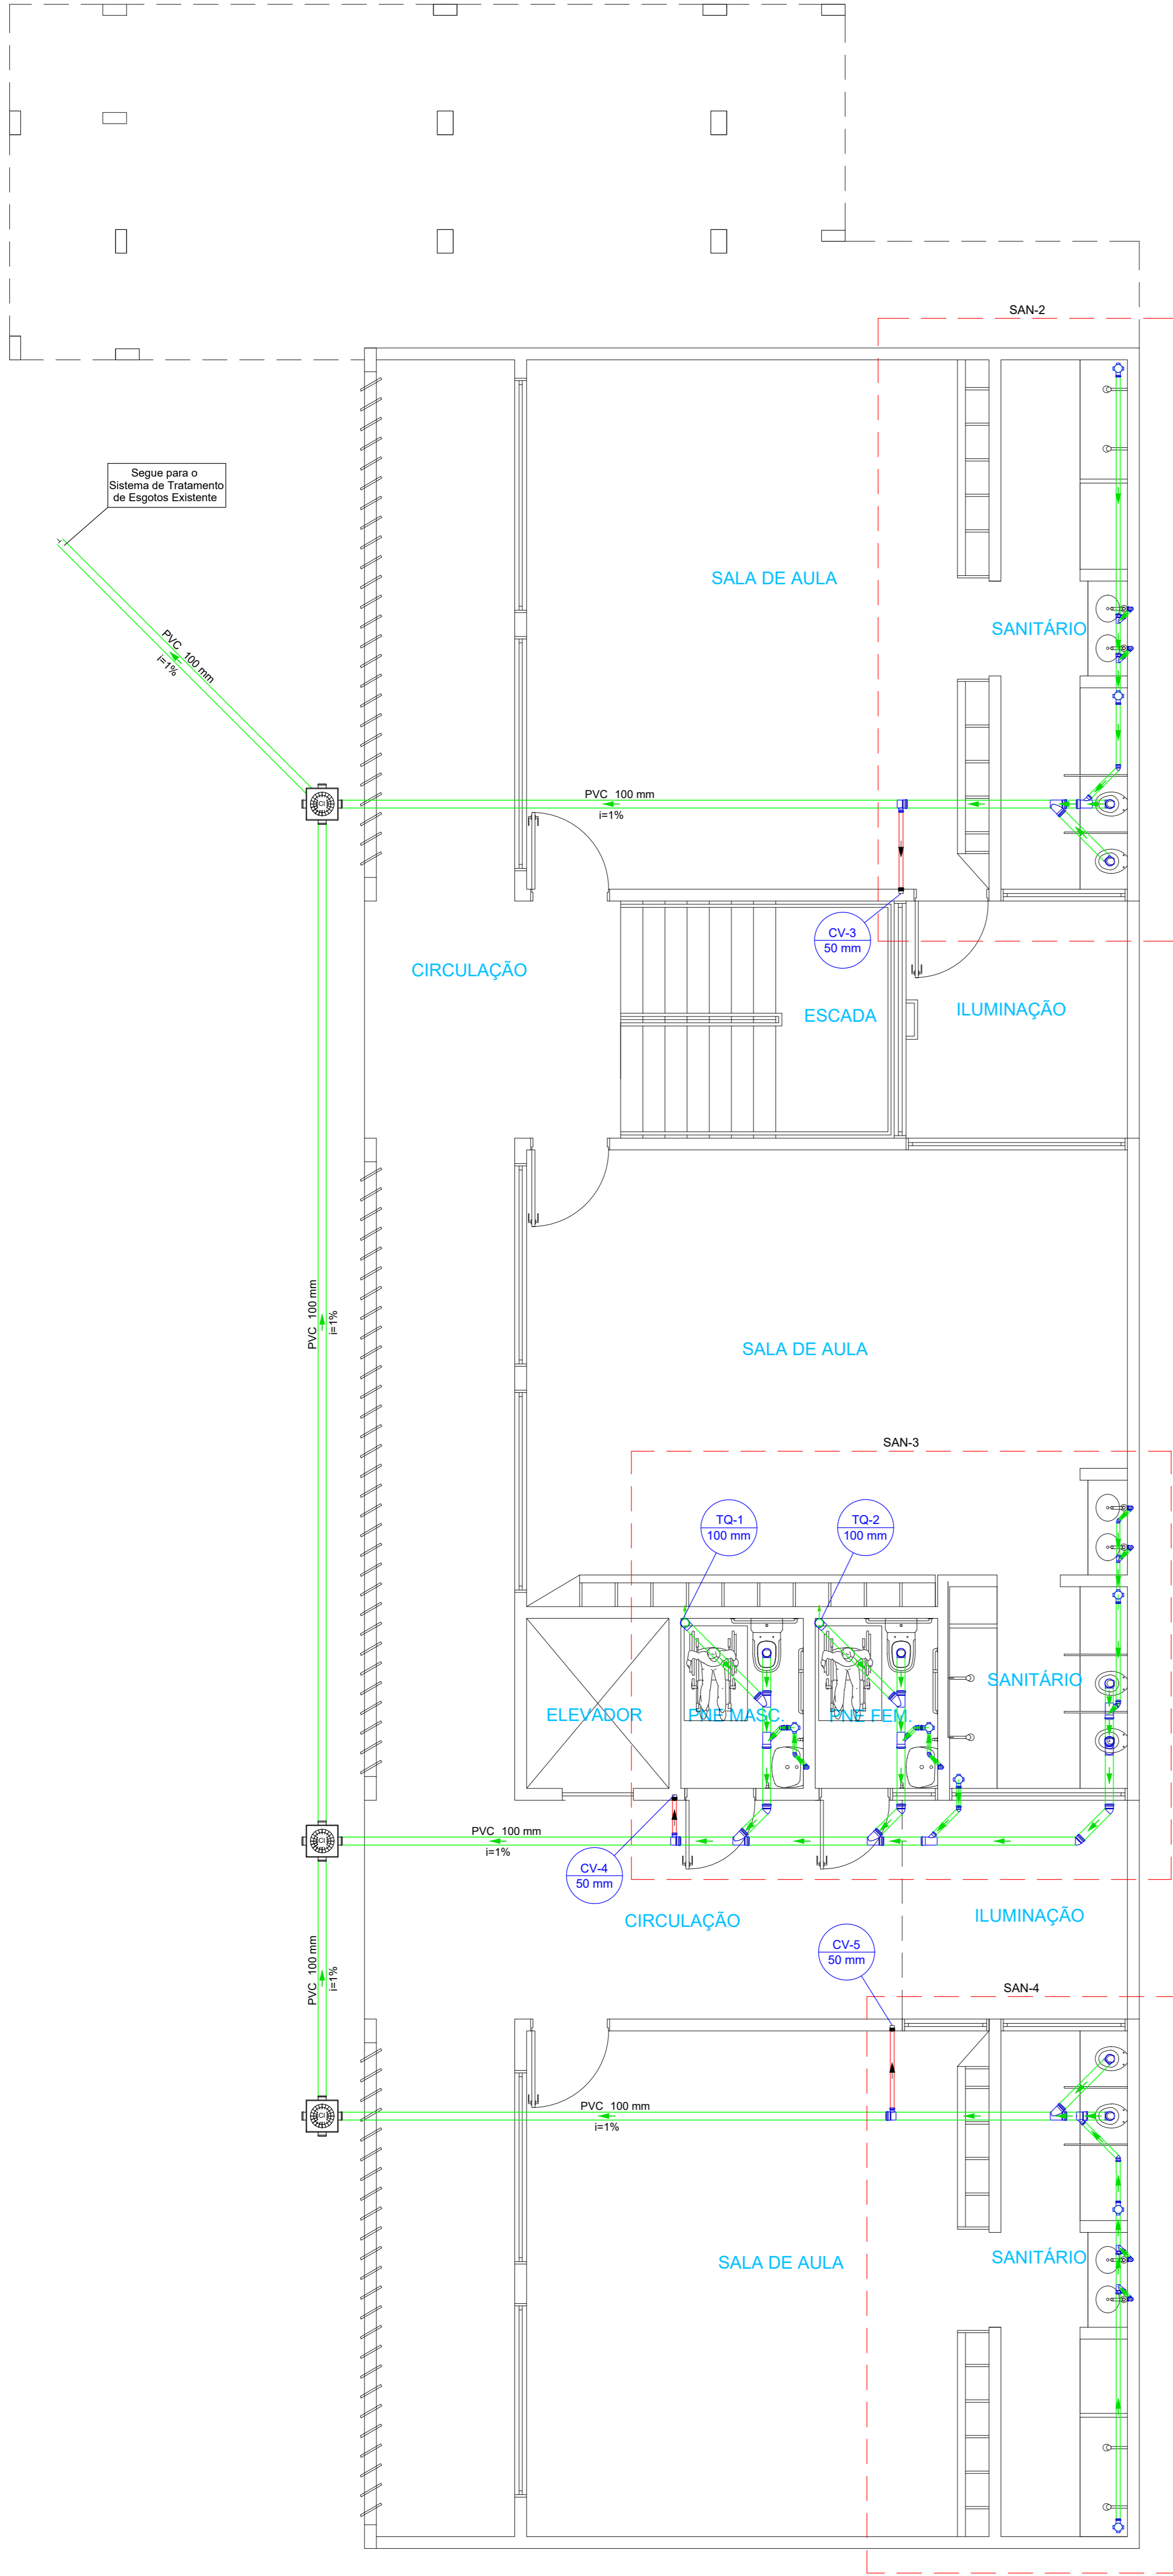 SAN-2
Segue para o
Sistema de Tratamento
de Esgotos Existente
SALA DE AULA
SANITÁRIO
PVC 100 mm
i=1%
PVC 100 mm
i=1%
CI
CV-3
50 mm
CIRCULAÇÃO
ESCADA
ILUMINAÇÃO
PVC 100 mm
i=1%
SALA DE AULA
SAN-3
TQ-1
100 mm
TQ-2
100 mm
SANITÁRIO
ELEVADOR
PNE MASC.
PNE FEM.
PVC 100 mm
i=1%
CI
CV-4
50 mm
CIRCULAÇÃO
ILUMINAÇÃO
CV-5
50 mm
PVC 100 mm
i=1%
SAN-4
PVC 100 mm
i=1%
CI
SALA DE AULA
SANITÁRIO